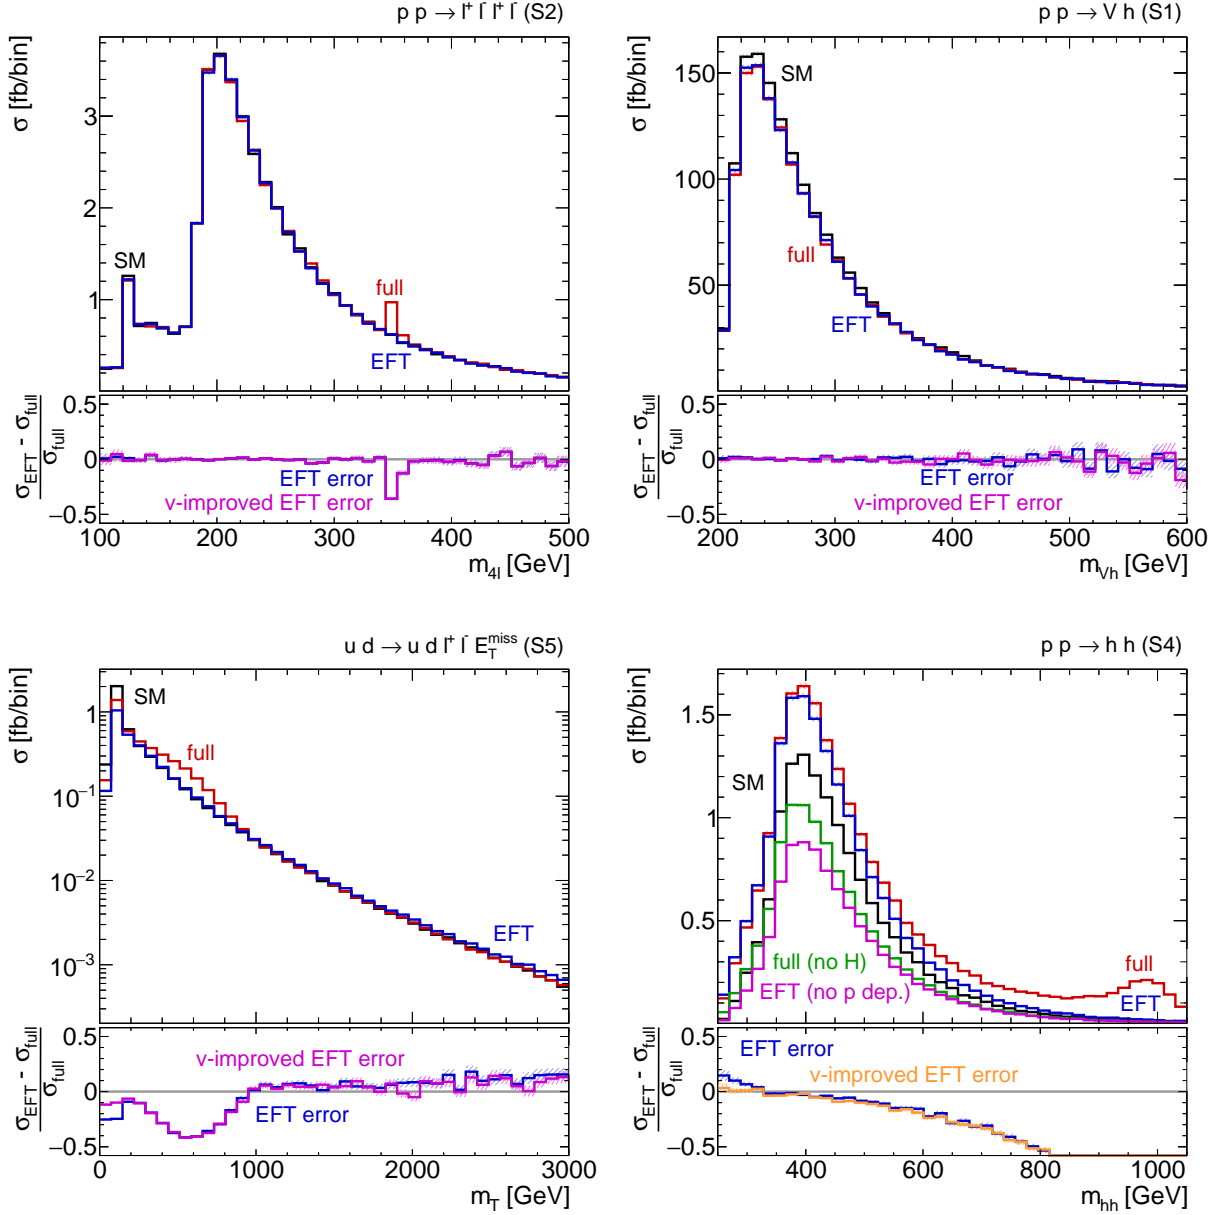 p p → l⁺ l⁻ l⁺ l⁻ (S2)
σ [fb/bin]
3
2
1
SM
full
EFT
σ_EFT - σ_full
σ_full
0.5
0
−0.5
EFT error
v-improved EFT error
100
200
300
400
500
m_4l [GeV]
p p → V h (S1)
σ [fb/bin]
150
100
50
SM
full
EFT
σ_EFT - σ_full
σ_full
0.5
0
−0.5
EFT error
v-improved EFT error
200
300
400
500
600
m_Vh [GeV]
u d → u d l⁺ l⁻ E_T^miss (S5)
σ [fb/bin]
1
10⁻¹
10⁻²
10⁻³
SM
full
EFT
σ_EFT - σ_full
σ_full
0.5
0
−0.5
v-improved EFT error
EFT error
0
1000
2000
3000
m_T [GeV]
p p → h h (S4)
σ [fb/bin]
1.5
1
0.5
SM
full (no H)
EFT (no p dep.)
full
EFT
σ_EFT - σ_full
σ_full
0.5
0
−0.5
EFT error
v-improved EFT error
400
600
800
1000
m_hh [GeV]